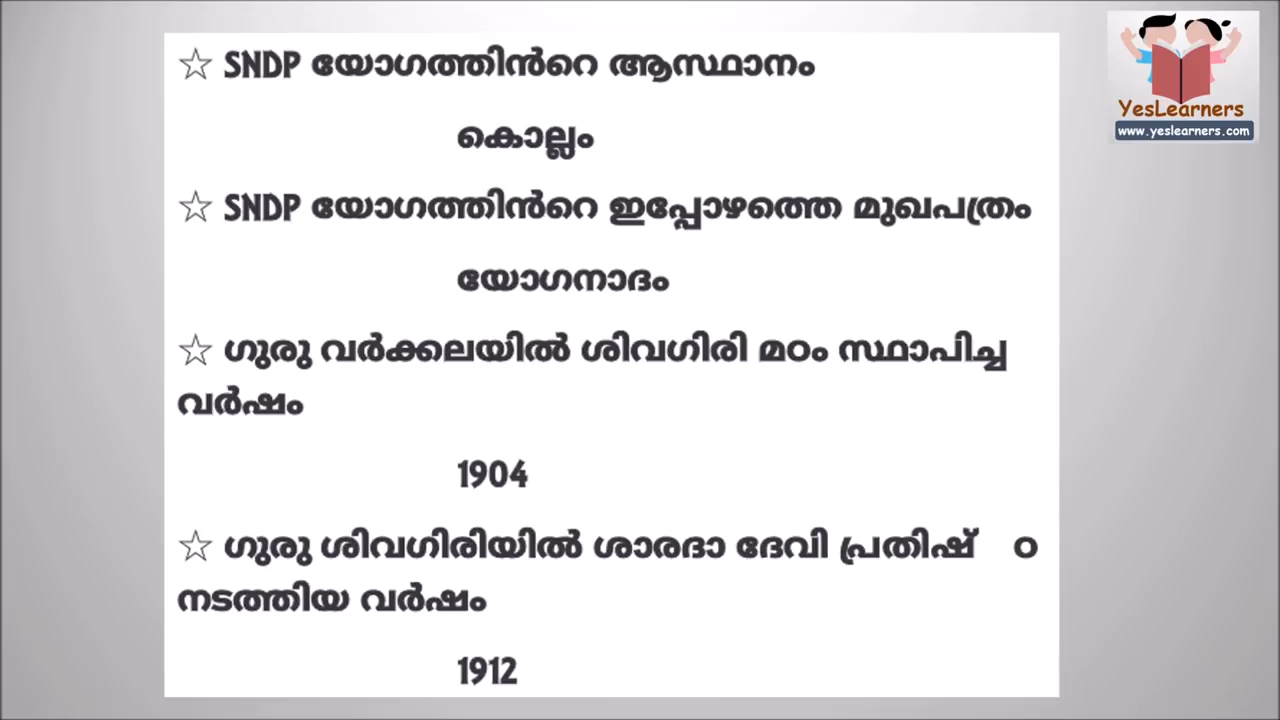 ☆ SNDP യോഗത്തിൻറെ ആസ്ഥാനം
കൊല്ലം
☆ SNDP യോഗത്തിൻറെ ഇപ്പോഴത്തെ മുഖപത്രം
യോഗനാദം
☆ ഗുരു വർക്കലയിൽ ശിവഗിരി മഠം സ്ഥാപിച്ച
വർഷം
1904
☆ ഗുരു ശിവഗിരിയിൽ ശാരദാ ദേവി പ്രതിഷ് ഠ
നടത്തിയ വർഷം
1912
YesLearners
www.yeslearners.com